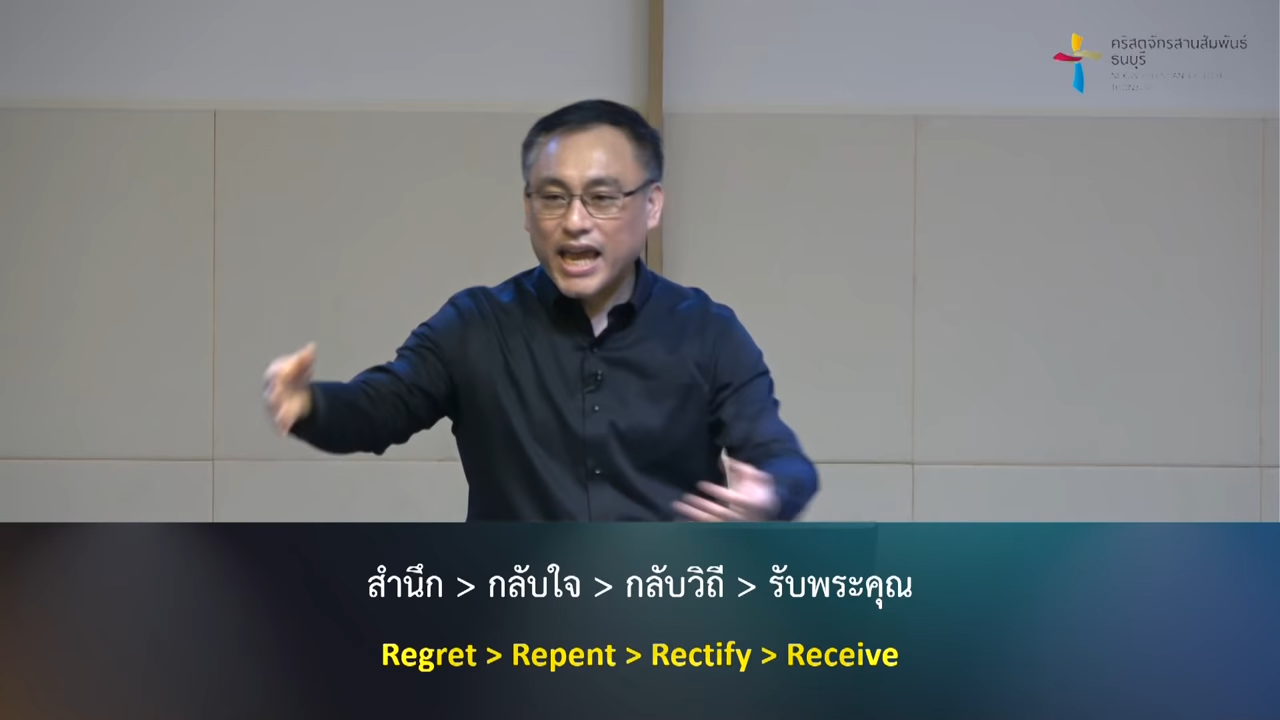 คริสตจักรสานสัมพันธ์
ธนบุรี
สำนึก > กลับใจ > กลับวิถี > รับพระคุณ
Regret > Repent > Rectify > Receive